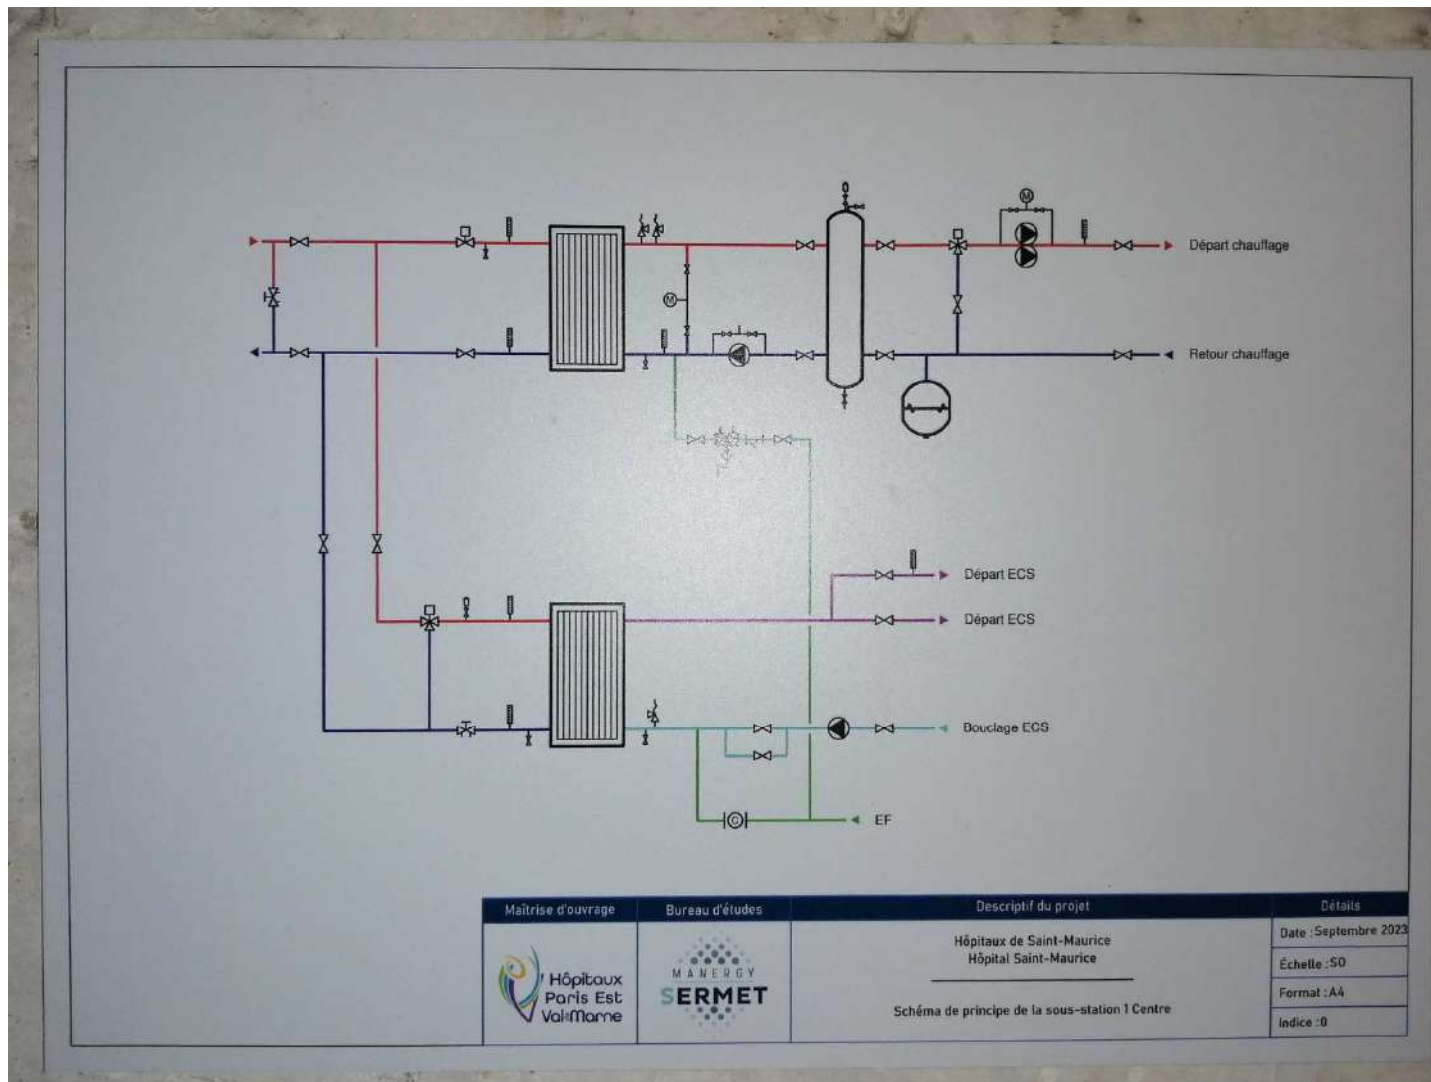 M
Départ chauffage
M
Retour chauffage
Départ ECS
Départ ECS
Bouclage ECS
C
EF
Maîtrise d'ouvrage
Bureau d'études
Descriptif du projet
Détails
Hôpitaux
Paris Est
Val de Marne
MANERGY
SERMET
Hôpitaux de Saint-Maurice
Hôpital Saint-Maurice
Schéma de principe de la sous-station 1 Centre
Date : Septembre 2023
Échelle : SO
Format : A4
Indice : 0